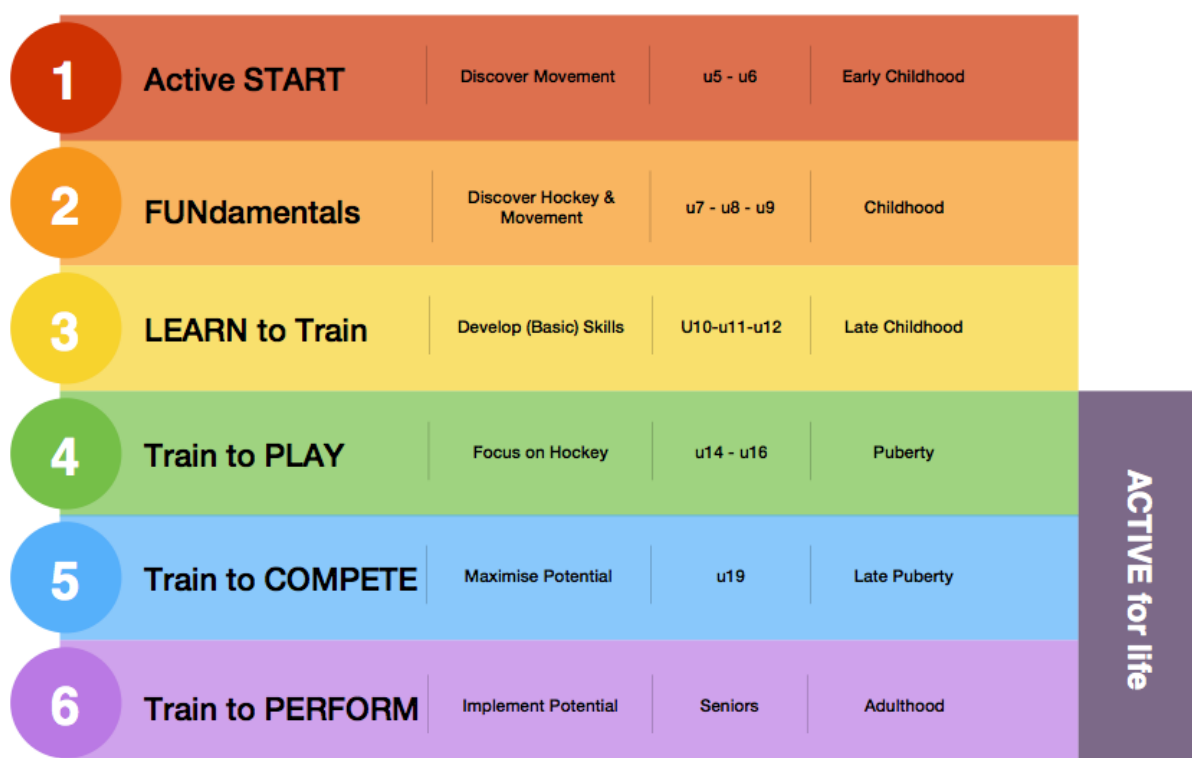 1
Active START
Discover Movement
u5 - u6
Early Childhood
2
FUNdamentals
Discover Hockey &
Movement
u7 - u8 - u9
Childhood
3
LEARN to Train
Develop (Basic) Skills
U10-u11-u12
Late Childhood
4
Train to PLAY
Focus on Hockey
u14 - u16
Puberty
5
Train to COMPETE
Maximise Potential
u19
Late Puberty
6
Train to PERFORM
Implement Potential
Seniors
Adulthood
ACTIVE for life